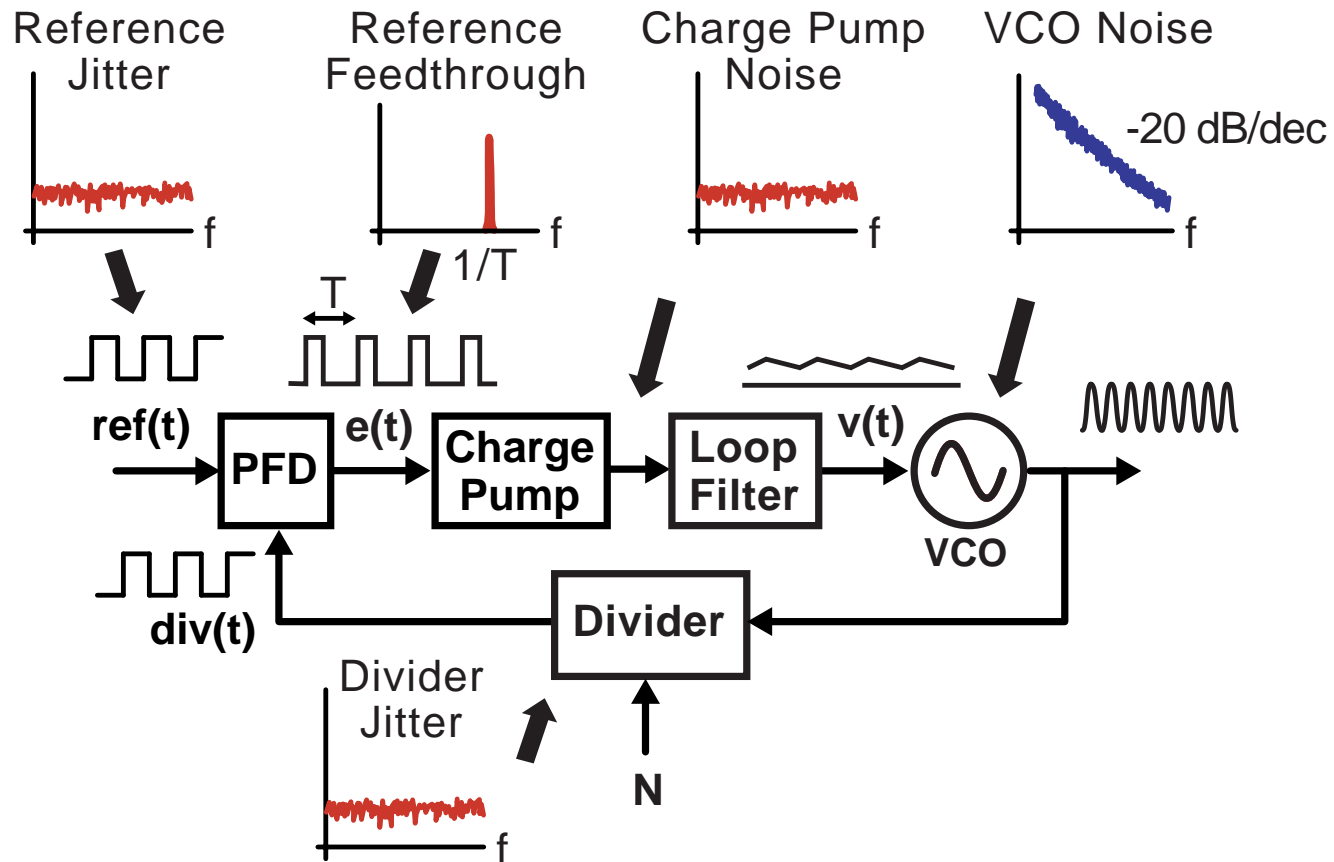 Reference
Jitter
f
Reference
Feedthrough
f
1/T
Charge Pump
Noise
f
VCO Noise
-20 dB/dec
f
T
ref(t)
PFD
e(t)
Charge
Pump
Loop
Filter
v(t)
VCO
div(t)
Divider
N
Divider
Jitter
f